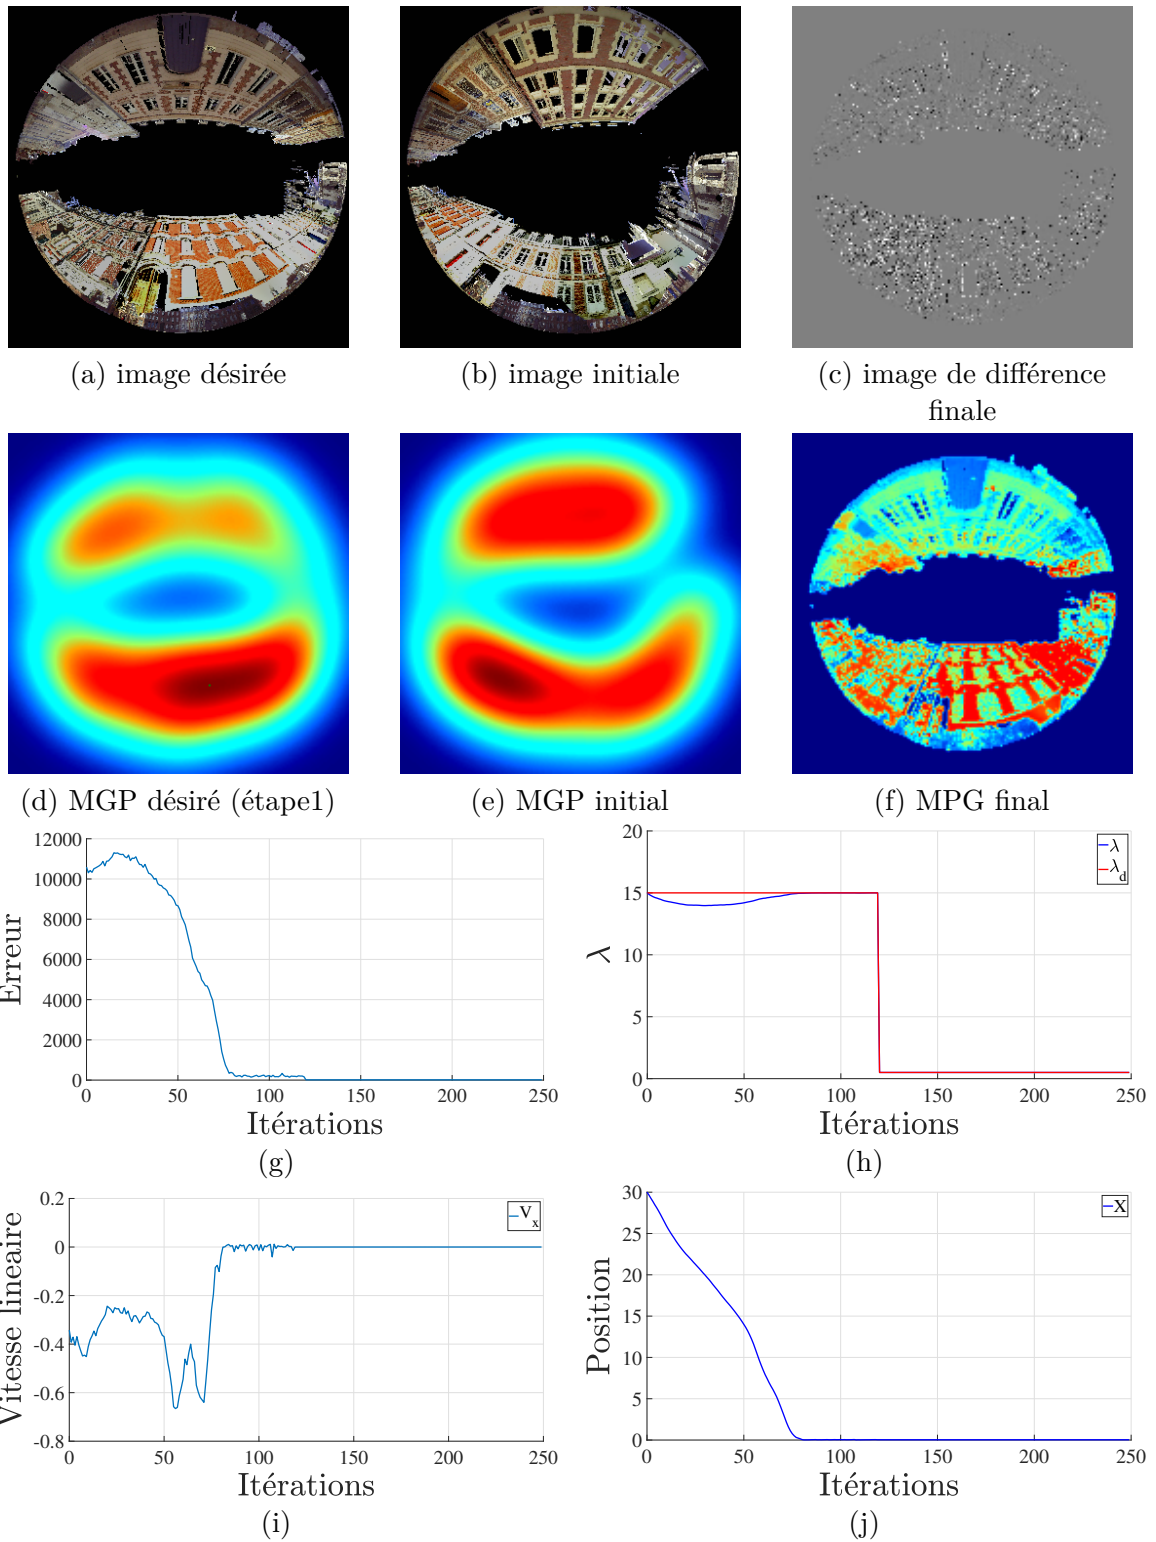 (a) image désirée
(b) image initiale
(c) image de différence
finale
(d) MGP désiré (étape1)
(e) MGP initial
(f) MPG final
12000
10000
8000
6000
4000
2000
0
0 50 100 150 200 250
Erreur
Itérations
(g)
20
15
10
5
0
0 50 100 150 200 250
λ
λ
λd
Itérations
(h)
0.2
0
-0.2
-0.4
-0.6
-0.8
0 50 100 150 200 250
Vitesse lineaire
Vx
Itérations
(i)
30
25
20
15
10
5
0
0 50 100 150 200 250
Position
X
Itérations
(j)